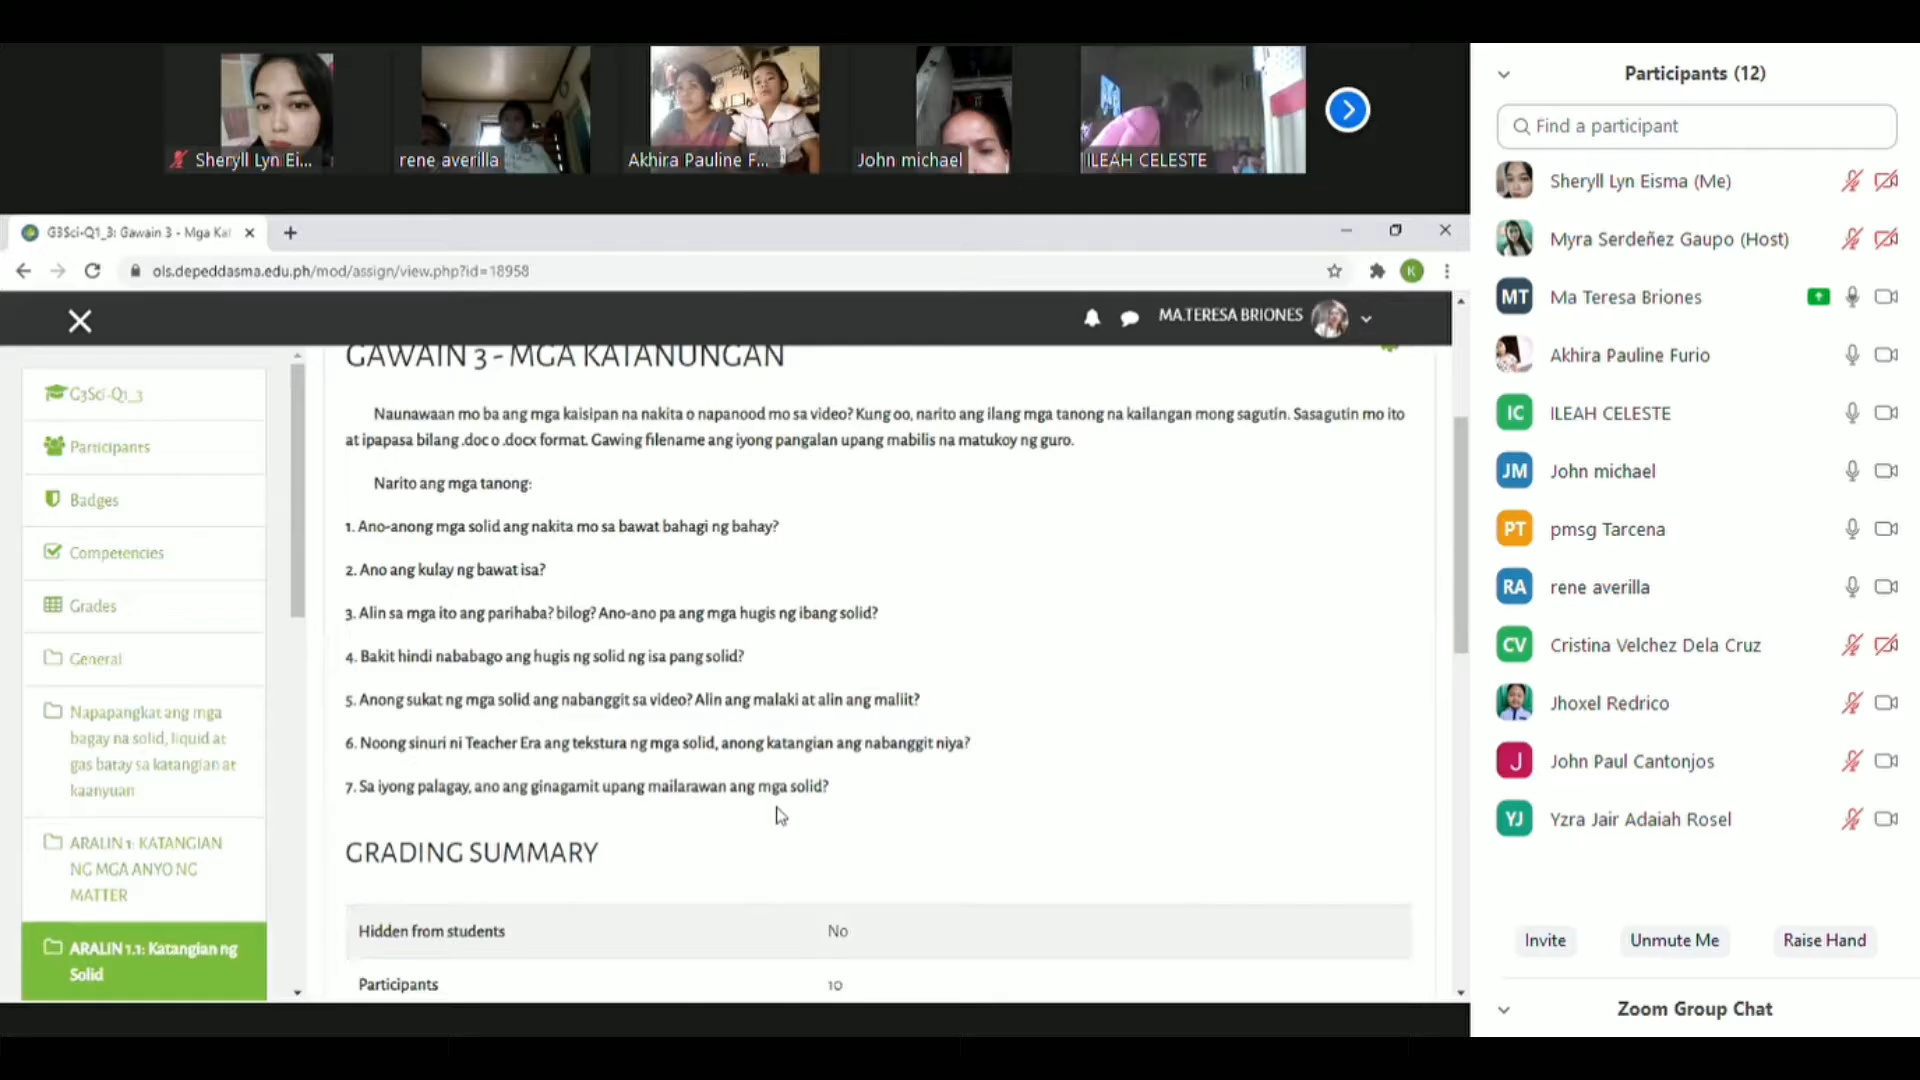 Sheryll Lyn Ei...
rene averilla
Akhira Pauline F...
John michael
ILEAH CELESTE
G3Sci-Q1_3: Gawain 3 - Mga Kat
ols.depeddasma.edu.ph/mod/assign/view.php?id=18958
K
MA.TERESA BRIONES
G3Sci-Q1_3
Participants
Badges
Competencies
Grades
General
Napapangkat ang mga
bagay na solid, liquid at
gas batay sa katangian at
kaanyuan
ARALIN 1: KATANGIAN
NG MGA ANYO NG
MATTER
ARALIN 1.1: Katangian ng
Solid
GAWAIN 3 - MGA KATANUNGAN
Naunawaan mo ba ang mga kaisipan na nakita o napanood mo sa video? Kung oo, narito ang ilang mga tanong na kailangan mong sagutin. Sasagutin mo ito
at ipapasa bilang .doc o .docx format. Gawing filename ang iyong pangalan upang mabilis na matukoy ng guro.
Narito ang mga tanong:
1. Ano-anong mga solid ang nakita mo sa bawat bahagi ng bahay?
2. Ano ang kulay ng bawat isa?
3. Alin sa mga ito ang parihaba? bilog? Ano-ano pa ang mga hugis ng ibang solid?
4. Bakit hindi nababago ang hugis ng solid ng isa pang solid?
5. Anong sukat ng mga solid ang nabanggit sa video? Alin ang malaki at alin ang maliit?
6. Noong sinuri ni Teacher Era ang tekstura ng mga solid, anong katangian ang nabanggit niya?
7. Sa iyong palagay, ano ang ginagamit upang mailarawan ang mga solid?
GRADING SUMMARY
Hidden from students No
Participants 10
Participants (12)
Find a participant
Sheryll Lyn Eisma (Me)
Myra Serdeñez Gaupo (Host)
MT Ma Teresa Briones
Akhira Pauline Furio
IC ILEAH CELESTE
JM John michael
PT pmsg Tarcena
RA rene averilla
CV Cristina Velchez Dela Cruz
Jhoxel Redrico
J John Paul Cantonjos
YJ Yzra Jair Adaiah Rosel
Invite Unmute Me Raise Hand
Zoom Group Chat